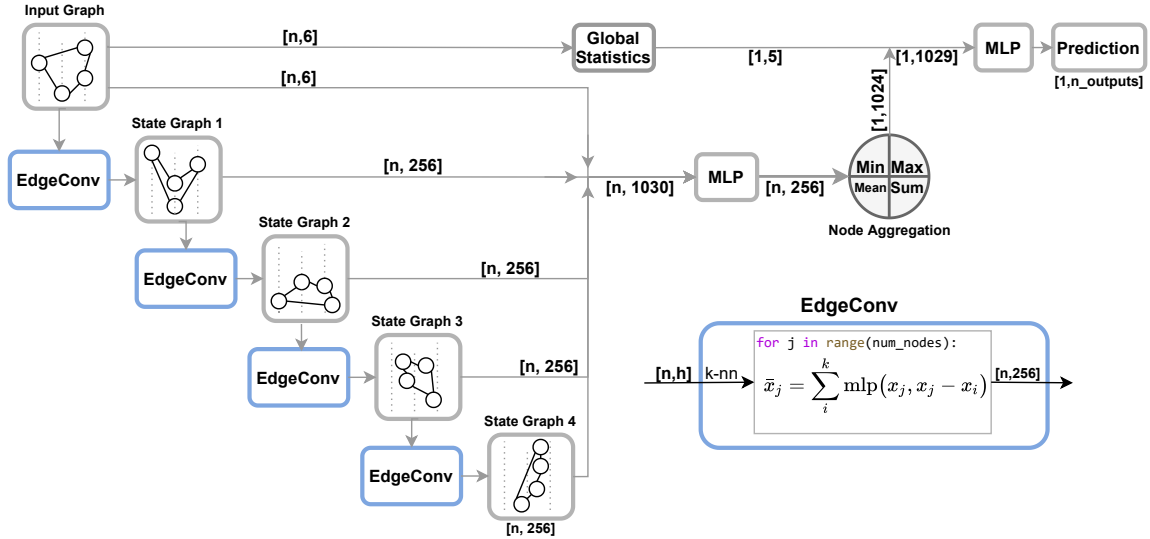 Input Graph
[n,6]
Global
Statistics
[1,5]
[1,1029]
MLP
Prediction
[1,n_outputs]
[n,6]
[1,1024]
State Graph 1
EdgeConv
[n, 256]
[n, 1030]
MLP
[n, 256]
Min Max
Mean Sum
Node Aggregation
State Graph 2
EdgeConv
[n, 256]
State Graph 3
EdgeConv
[n, 256]
State Graph 4
EdgeConv
[n, 256]
EdgeConv
for j in range(num_nodes):
[n,h] k-nn
x̄_j = ∑_i^k mlp(x_j, x_j − x_i)
[n,256]